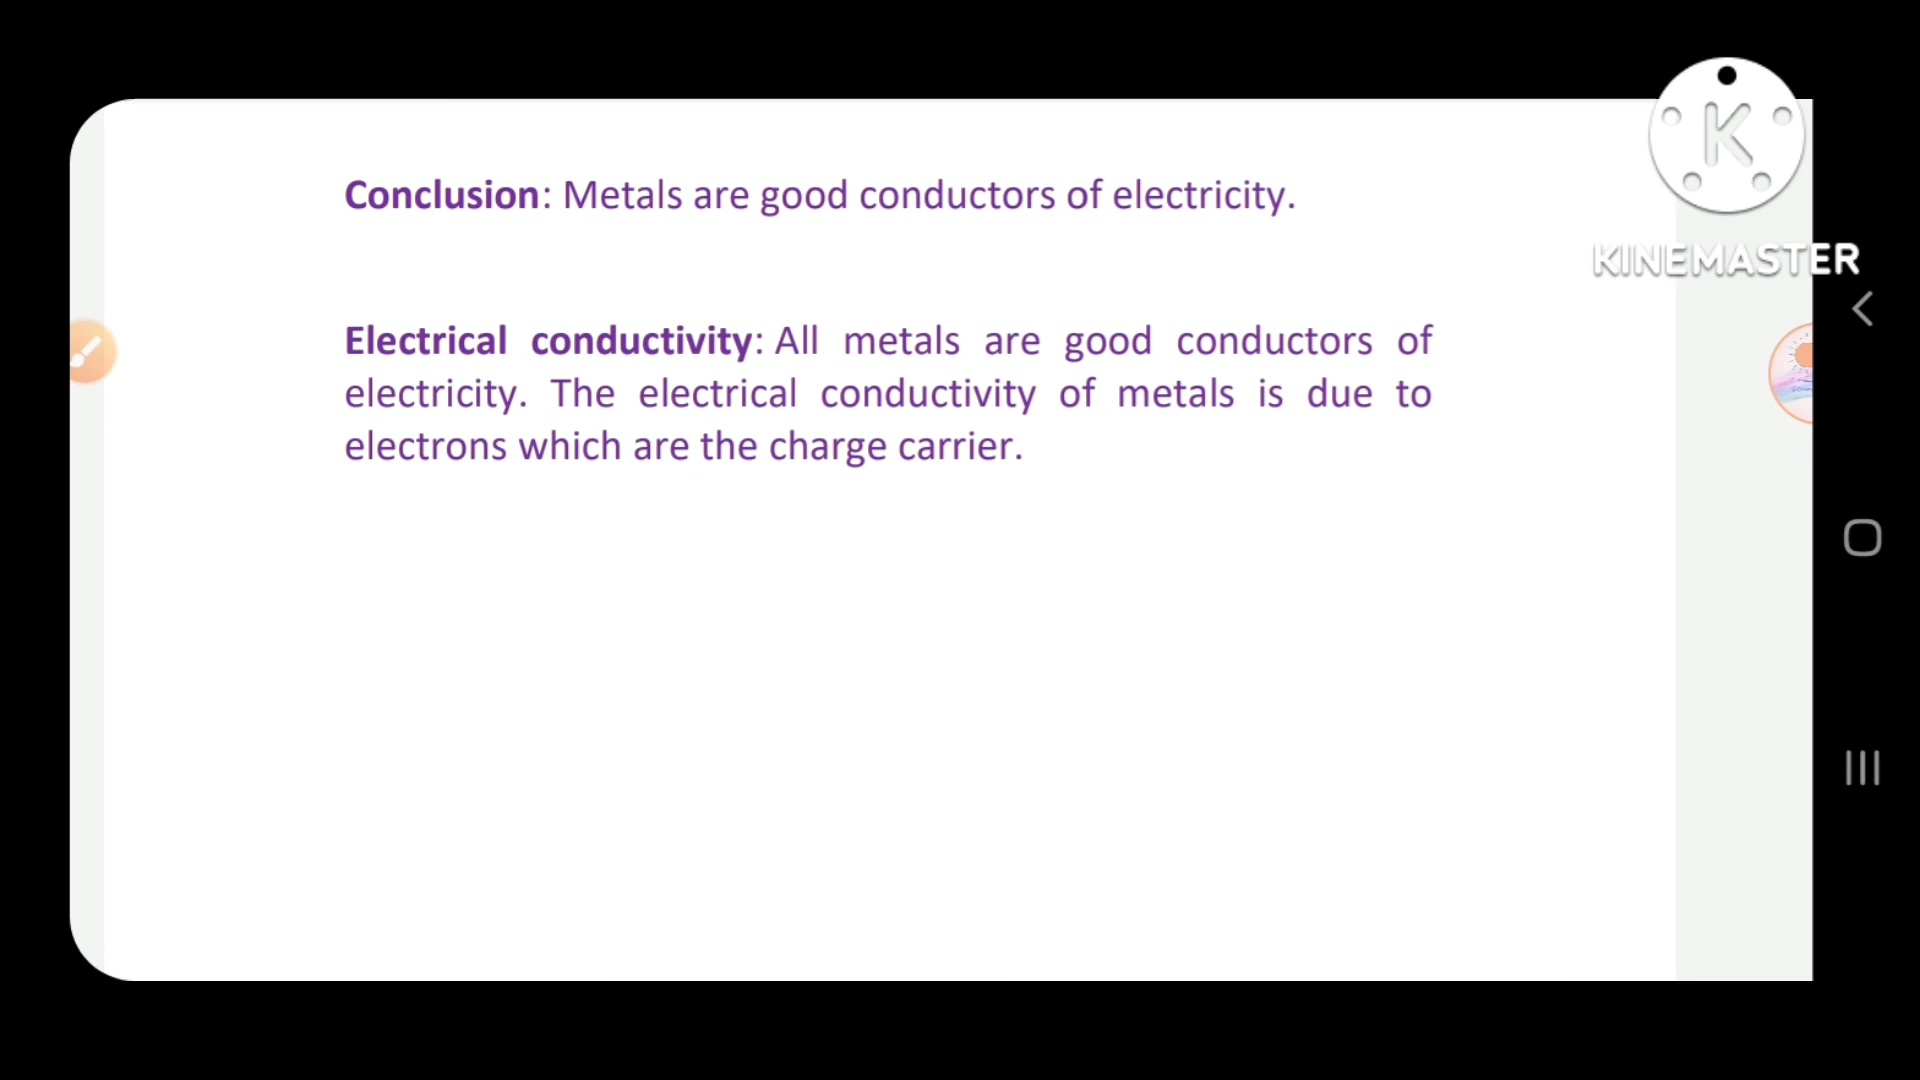 Conclusion: Metals are good conductors of electricity.
K
KINEMASTER
Electrical conductivity: All metals are good conductors of
electricity. The electrical conductivity of metals is due to
electrons which are the charge carrier.